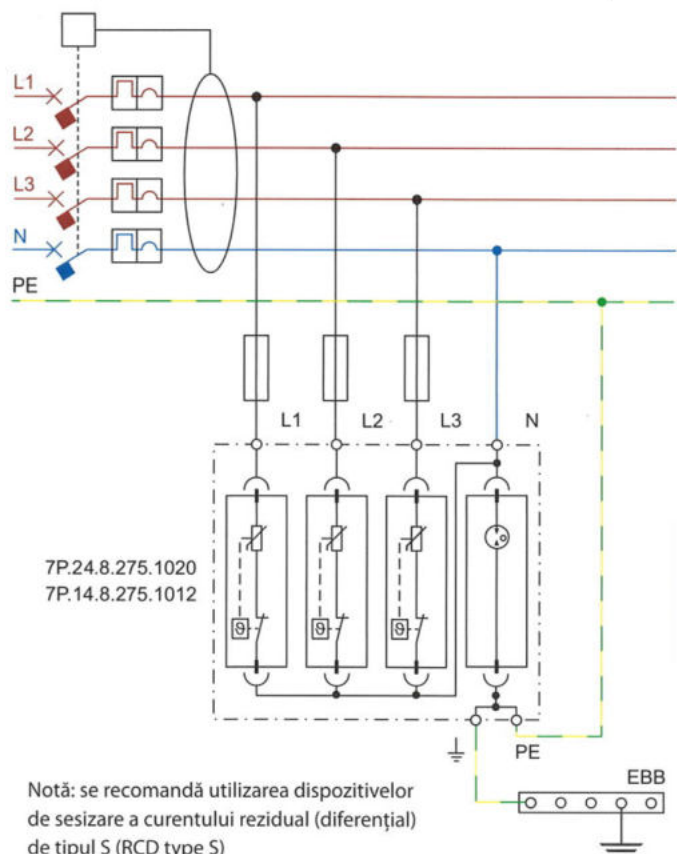 L1
L2
L3
N
PE
L1 L2 L3 N
7P.24.8.275.1020
7P.14.8.275.1012
ϑ ϑ ϑ
PE
EBB
Notă: se recomandă utilizarea dispozitivelor
de sesizare a curentului rezidual (diferențial)
de tipul S (RCD type S)